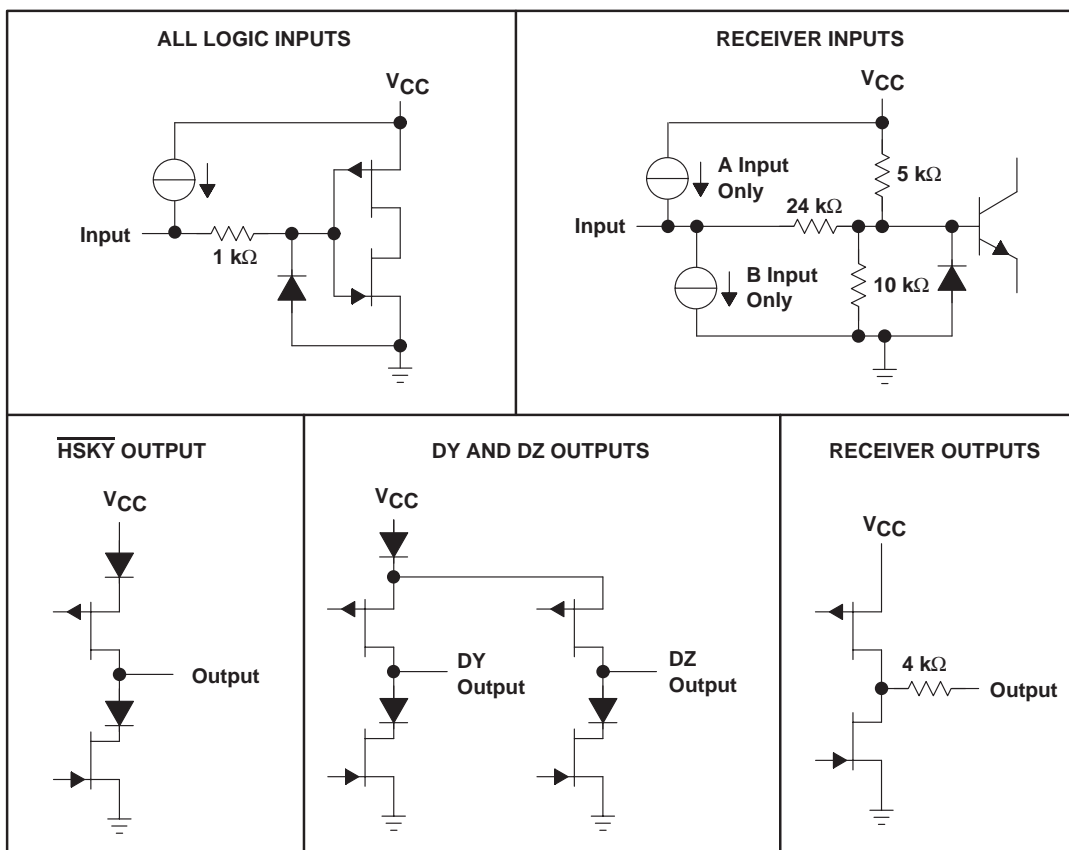 ALL LOGIC INPUTS
VCC
Input
1 kΩ
RECEIVER INPUTS
VCC
A Input
Only
5 kΩ
24 kΩ
Input
B Input
Only
10 kΩ
HSKY OUTPUT
VCC
Output
DY AND DZ OUTPUTS
VCC
DY
Output
DZ
Output
RECEIVER OUTPUTS
VCC
4 kΩ
Output